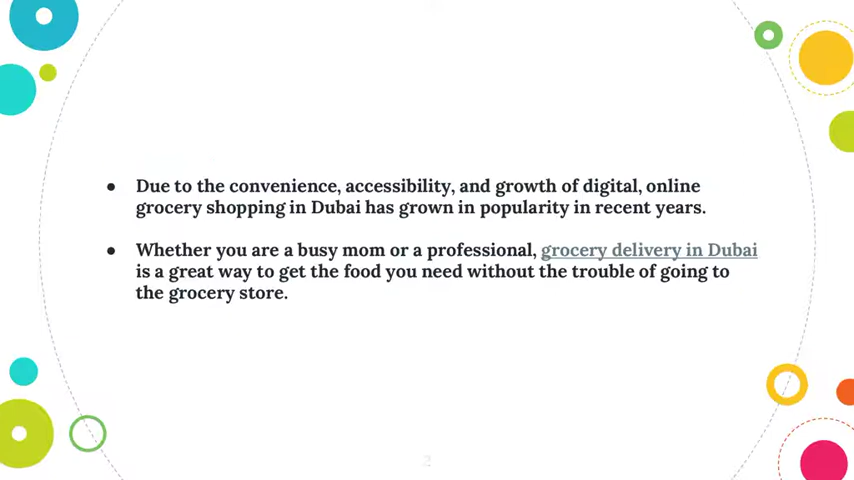 ● Due to the convenience, accessibility, and growth of digital, online
grocery shopping in Dubai has grown in popularity in recent years.
● Whether you are a busy mom or a professional, grocery delivery in Dubai
is a great way to get the food you need without the trouble of going to
the grocery store.
2